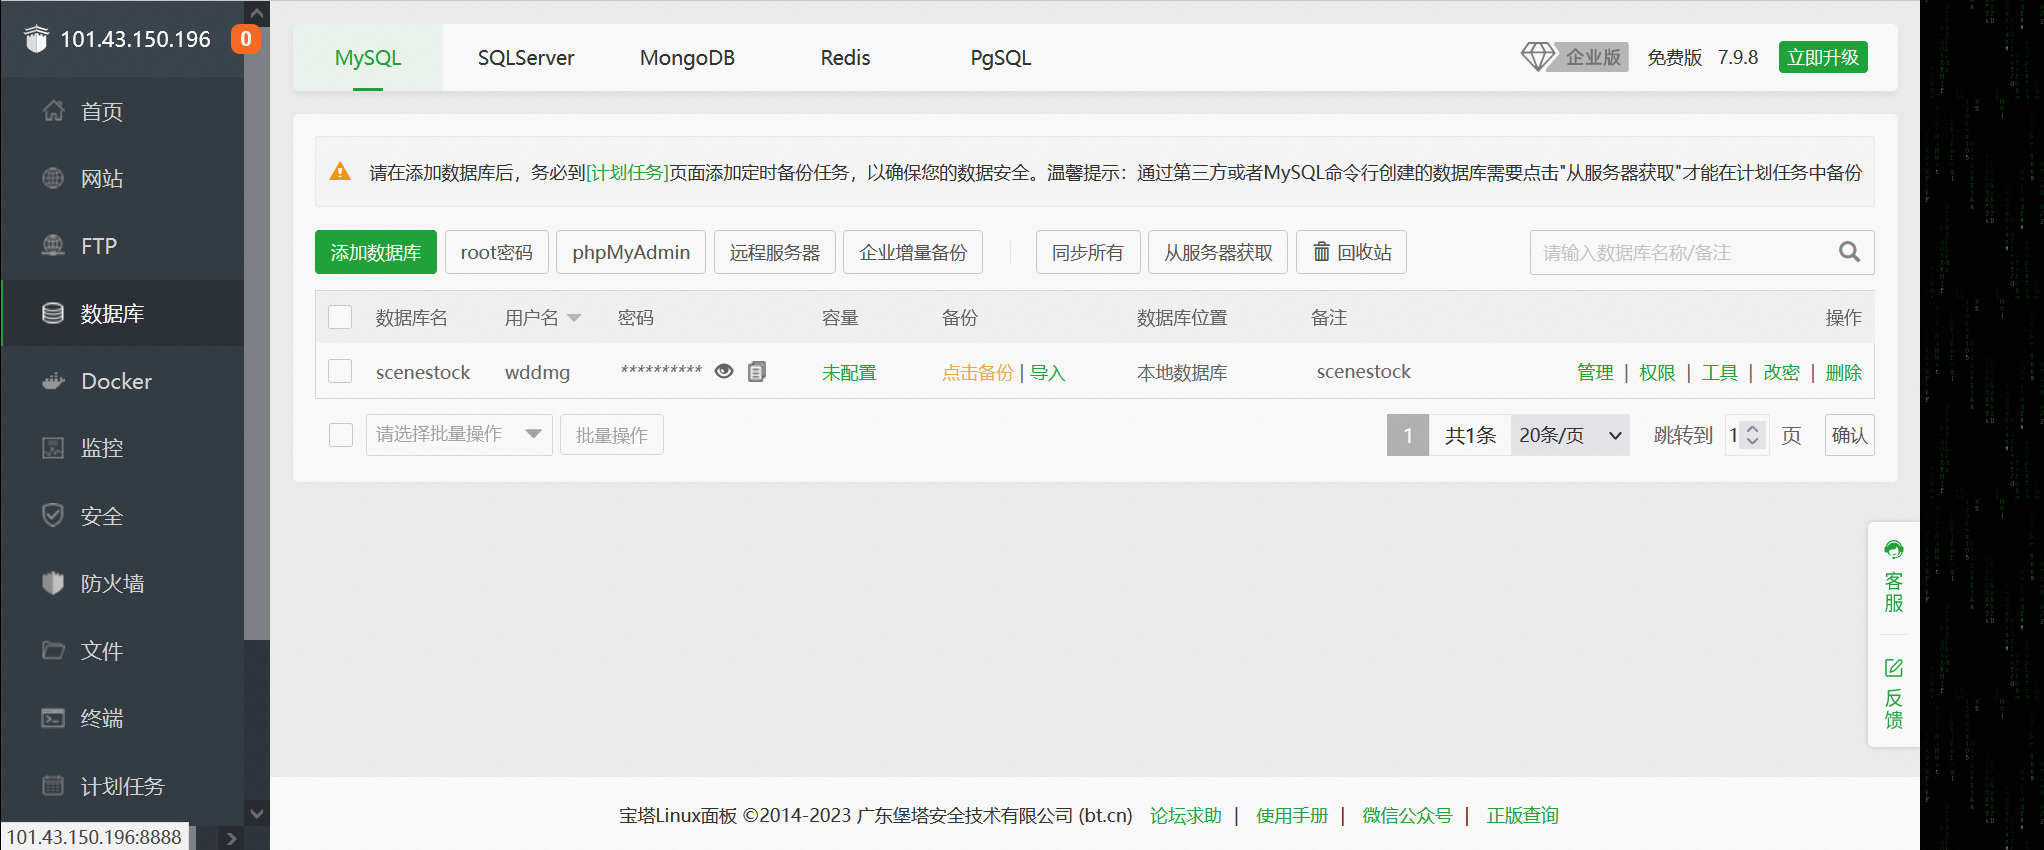 101.43.150.196 0
首页
网站
FTP
数据库
Docker
监控
安全
防火墙
文件
终端
计划任务
101.43.150.196:8888
MySQL SQLServer MongoDB Redis PgSQL
企业版 免费版 7.9.8 立即升级
请在添加数据库后，务必到[计划任务]页面添加定时备份任务，以确保您的数据安全。温馨提示：通过第三方或者MySQL命令行创建的数据库需要点击"从服务器获取"才能在计划任务中备份
添加数据库 root密码 phpMyAdmin 远程服务器 企业增量备份 同步所有 从服务器获取 回收站 请输入数据库名称/备注
数据库名 用户名 密码 容量 备份 数据库位置 备注 操作
scenestock wddmg ********** 未配置 点击备份 | 导入 本地数据库 scenestock 管理 | 权限 | 工具 | 改密 | 删除
请选择批量操作 批量操作 1 共1条 20条/页 跳转到 1 页 确认
客服
反馈
宝塔Linux面板 ©2014-2023 广东堡塔安全技术有限公司 (bt.cn) 论坛求助 | 使用手册 | 微信公众号 | 正版查询